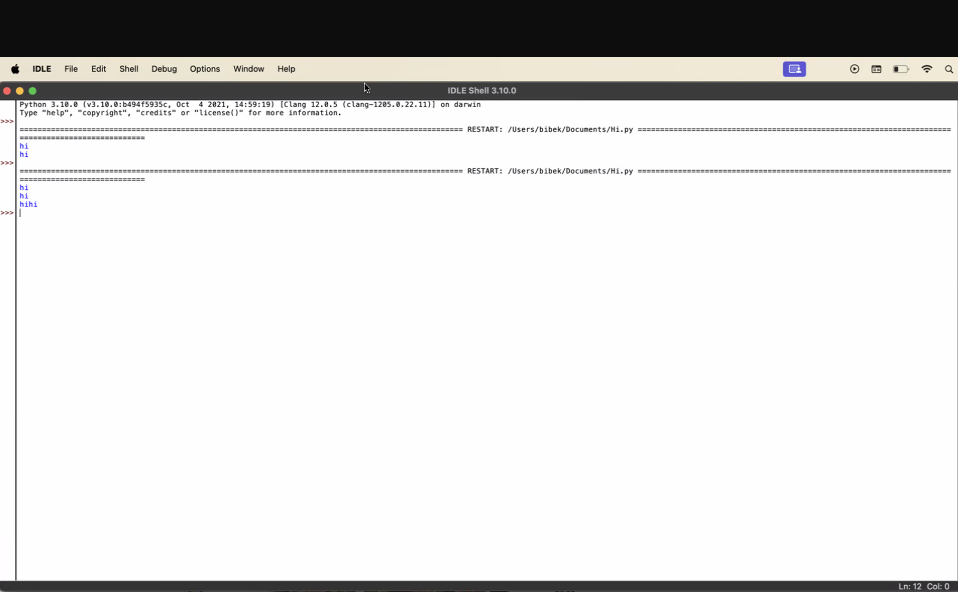 IDLE File Edit Shell Debug Options Window Help
IDLE Shell 3.10.0
Python 3.10.0 (v3.10.0:b494f5935c, Oct  4 2021, 14:59:19) [Clang 12.0.5 (clang-1205.0.22.11)] on darwin
Type "help", "copyright", "credits" or "license()" for more information.
>>>
=================================================================================================== RESTART: /Users/bibek/Documents/Hi.py ======================================================================
============================
hi
hi
>>>
=================================================================================================== RESTART: /Users/bibek/Documents/Hi.py ======================================================================
============================
hi
hi
hihi
>>>
Ln: 12 Col: 0